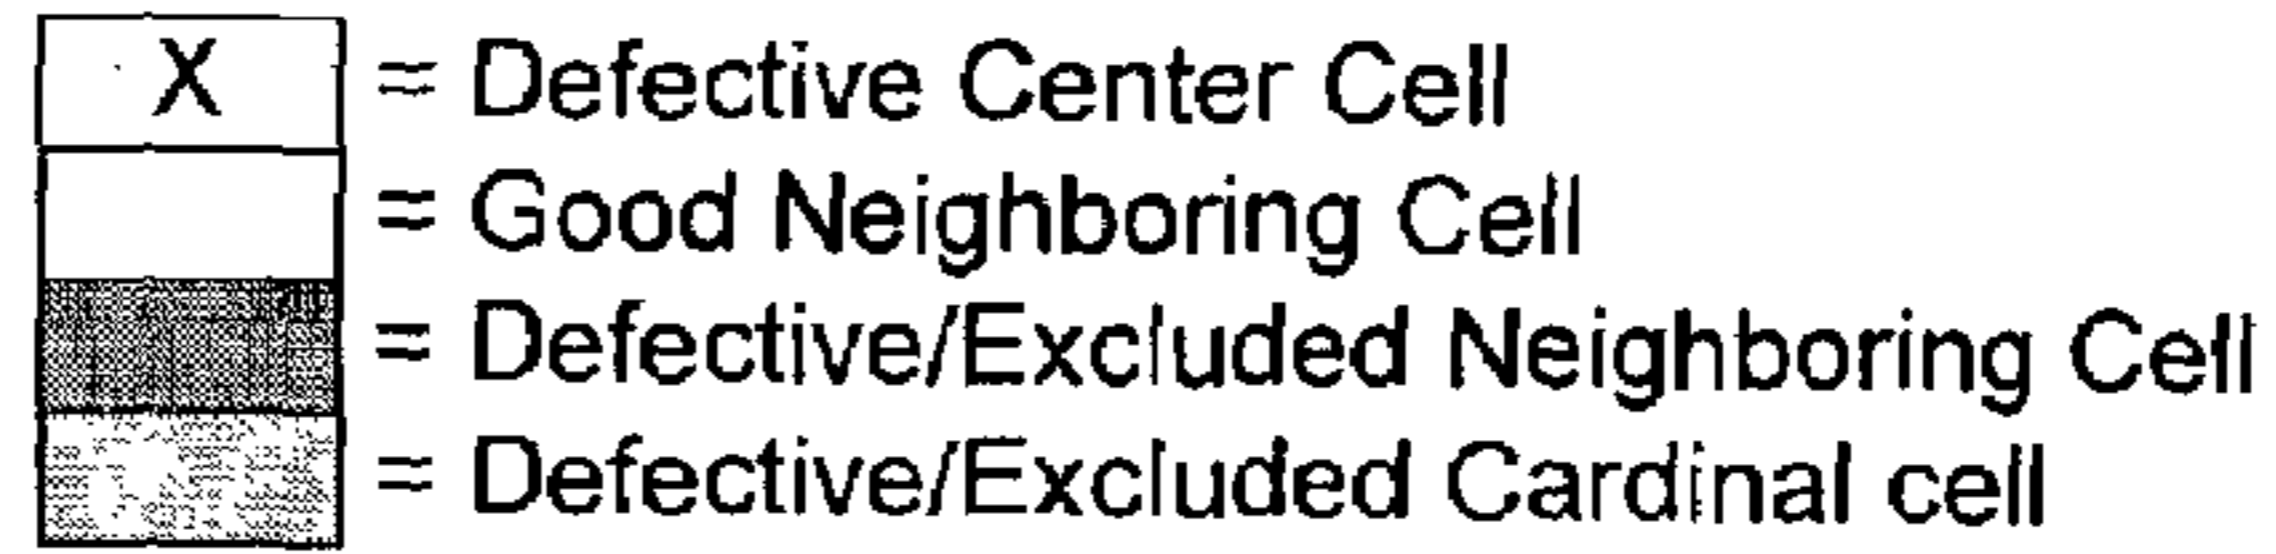 X = Defective Center Cell
= Good Neighboring Cell
= Defective/Excluded Neighboring Cell
= Defective/Excluded Cardinal cell